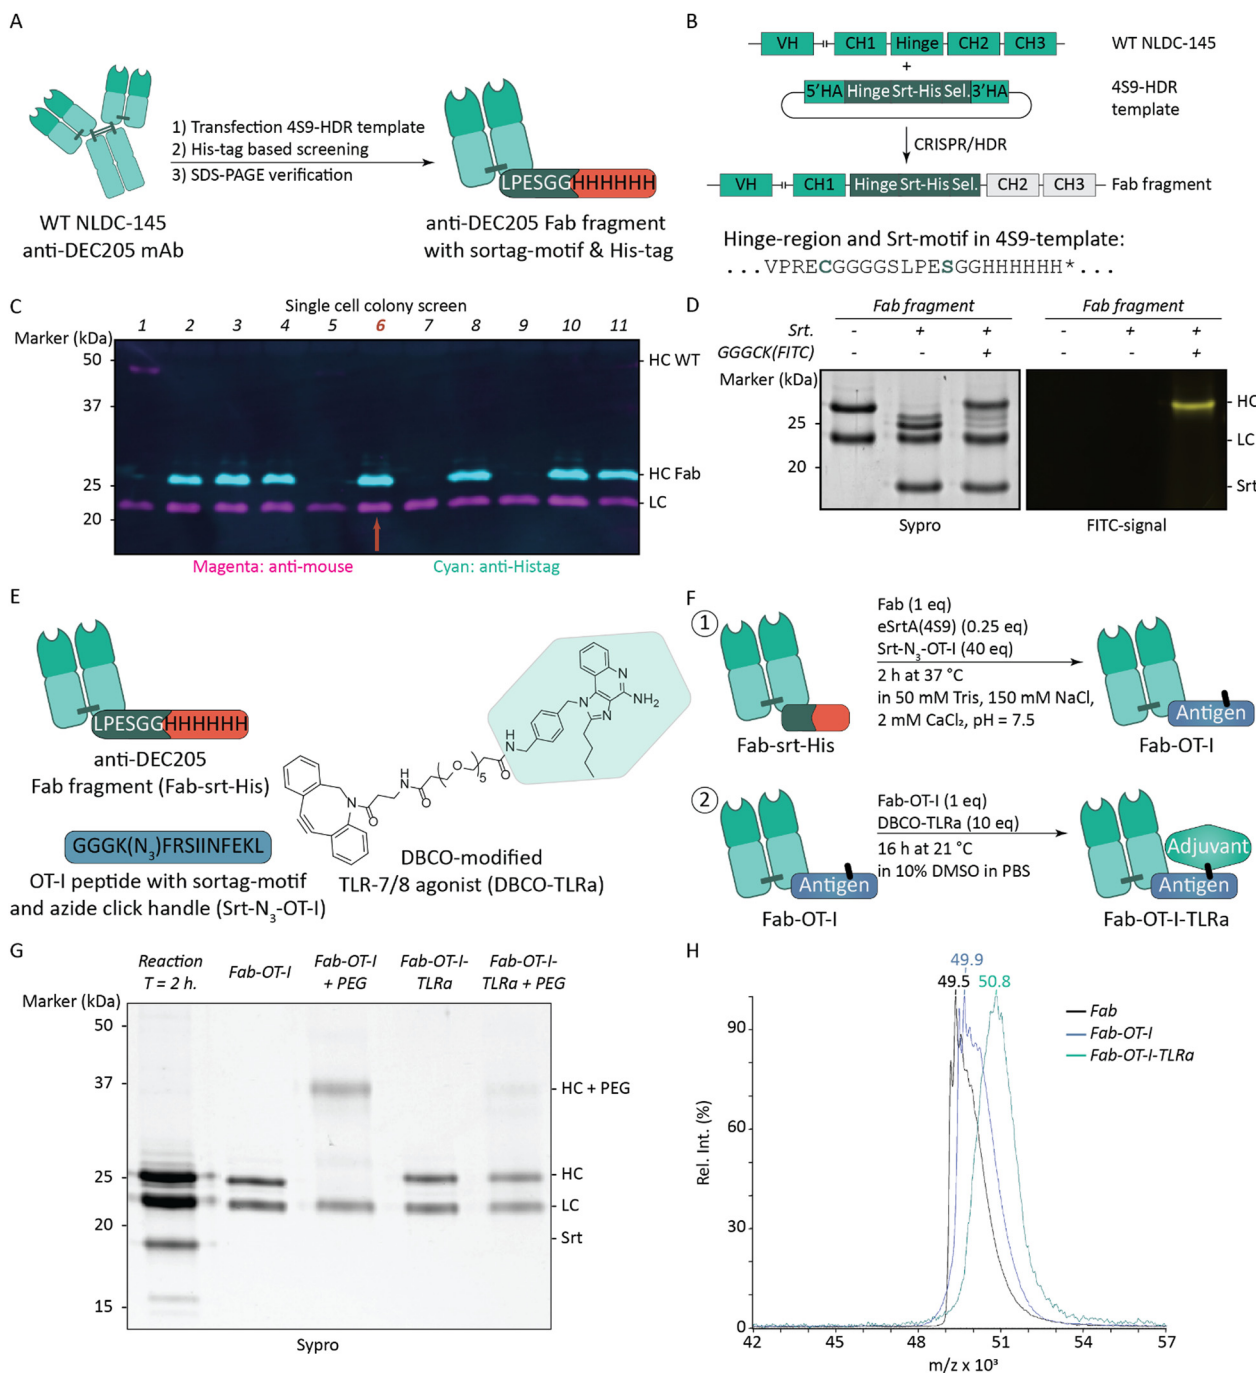 A
1) Transfection 4S9-HDR template
2) His-tag based screening
3) SDS-PAGE verification
LPESGGHHHHHH
WT NLDC-145
anti-DEC205 mAb
anti-DEC205 Fab fragment
with sortag-motif & His-tag
B
VH
CH1
Hinge
CH2
CH3
WT NLDC-145
+
5'HA
Hinge Srt-His Sel.
3'HA
4S9-HDR
template
CRISPR/HDR
VH
CH1
Hinge Srt-His Sel.
CH2
CH3
Fab fragment
Hinge-region and Srt-motif in 4S9-template:
...VPRECGGGGSLPESGGHHHHHH*...
C
Single cell colony screen
1 2 3 4 5 6 7 8 9 10 11
Marker (kDa)
50
37
25
20
HC WT
HC Fab
LC
Magenta: anti-mouse
Cyan: anti-Histag
D
Fab fragment
Fab fragment
Srt. - + + - + +
GGGCK(FITC) - - + - - +
Marker (kDa)
25
20
HC
LC
Srt
Sypro
FITC-signal
E
LPESGGHHHHHH
anti-DEC205
Fab fragment (Fab-srt-His)
GGGK(N3)FRSIINFEKL
OT-I peptide with sortag-motif
and azide click handle (Srt-N3-OT-I)
N
O
H
N
O
O
5
O
H
N
N
N
N
NH2
DBCO-modified
TLR-7/8 agonist (DBCO-TLRa)
F
1
Fab (1 eq)
eSrtA(4S9) (0.25 eq)
Srt-N3-OT-I (40 eq)
2 h at 37 °C
in 50 mM Tris, 150 mM NaCl,
2 mM CaCl₂, pH = 7.5
Fab-srt-His
Antigen
Fab-OT-I
2
Fab-OT-I (1 eq)
DBCO-TLRa (10 eq)
16 h at 21 °C
in 10% DMSO in PBS
Antigen
Fab-OT-I
Adjuvant
Antigen
Fab-OT-I-TLRa
G
Reaction
T = 2 h.
Fab-OT-I
Fab-OT-I
+ PEG
Fab-OT-I-
TLRa
Fab-OT-I-
TLRa + PEG
Marker (kDa)
50
37
25
20
15
HC + PEG
HC
LC
Srt
Sypro
H
49.9
49.5
50.8
Fab
Fab-OT-I
Fab-OT-I-TLRa
Rel. Int. (%)
90
60
30
0
42 45 48 51 54 57
m/z x 10³